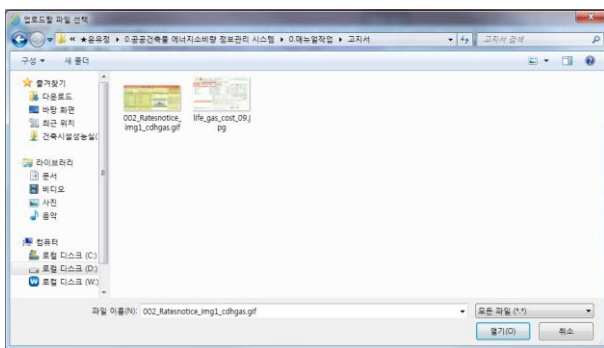 업로드할 파일 선택
« ★윤유정 ▸ 0.공공건축물 에너지소비량 정보관리 시스템 ▸ 0.매뉴얼작업 ▸ 고지서
고지서 검색
구성 ▼ 새 폴더
즐겨찾기
다운로드
바탕 화면
최근 위치
건축시설성능실(
라이브러리
문서
비디오
사진
음악
컴퓨터
로컬 디스크 (C:)
로컬 디스크 (D:)
로컬 디스크 (W:)
002_Ratesnotice_
img1_cdhgas.gif
life_gas_cost_09.j
pg
파일 이름(N): 002_Ratesnotice_img1_cdhgas.gif
모든 파일 (*.*)
열기(O) 취소